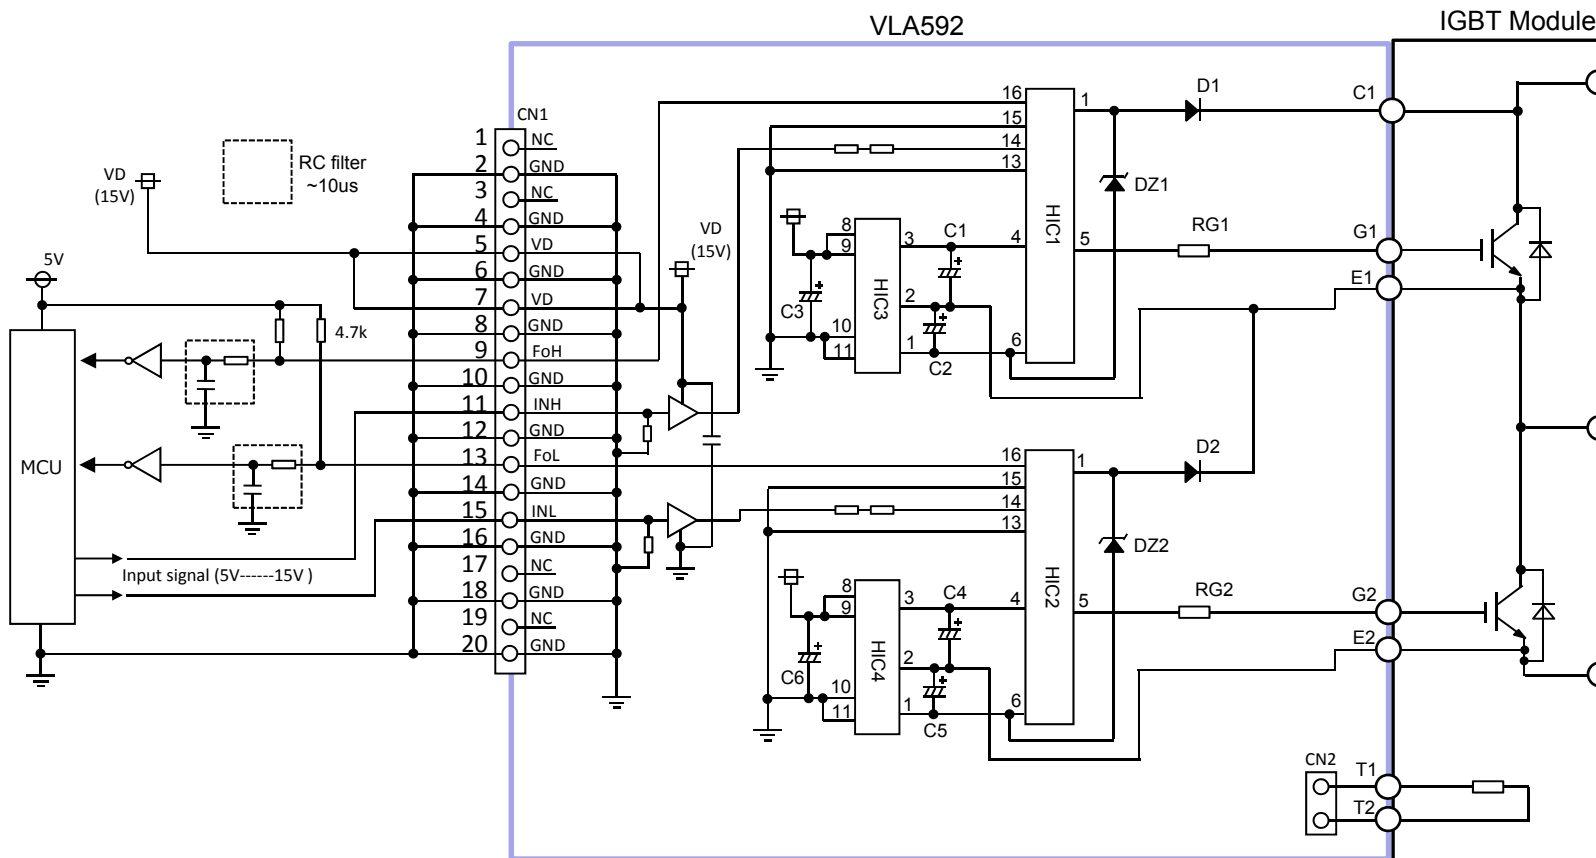 VLA592
IGBT Module
CN1
1 NC
2 GND
3 NC
4 GND
5 VD
6 GND
7 VD
8 GND
9 FoH
10 GND
11 INH
12 GND
13 FoL
14 GND
15 INL
16 GND
17 NC
18 GND
19 NC
20 GND
VD
(15V)
RC filter
~10us
5V
4.7k
MCU
Input signal (5V------15V )
VD
(15V)
16
15
14
13
4
6
HIC1
1
5
D1
DZ1
RG1
C1
G1
E1
8
9
10
11
HIC3
3
2
1
C1
C2
C3
+
+
+
16
15
14
13
4
6
HIC2
1
5
D2
DZ2
RG2
G2
E2
8
9
10
11
HIC4
3
2
1
C4
C5
C6
+
+
+
CN2
T1
T2